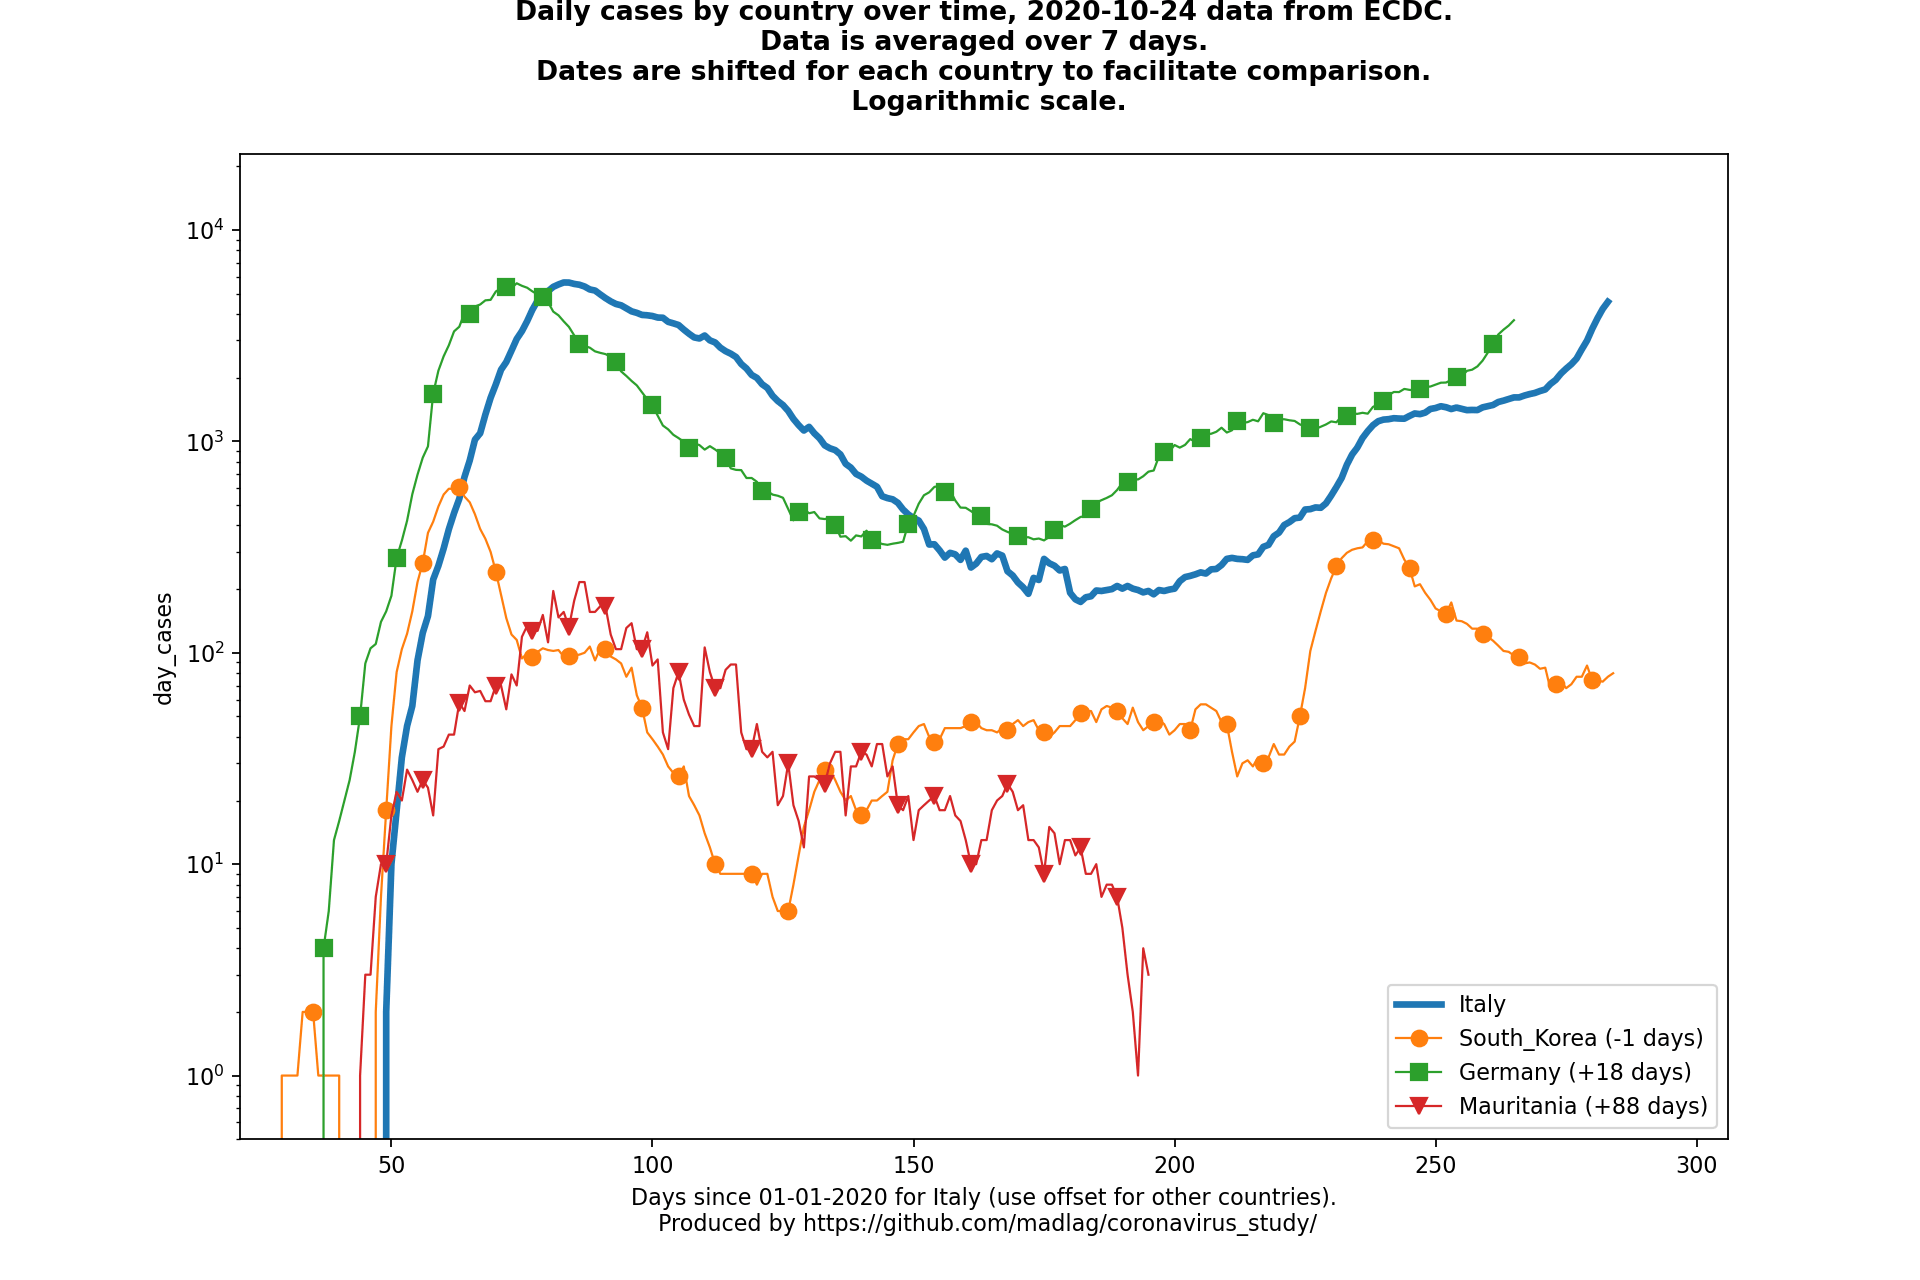 Daily cases by country over time, 2020-10-24 data from ECDC.
Data is averaged over 7 days.
Dates are shifted for each country to facilitate comparison.
Logarithmic scale.
10^4
10^3
10^2
10^1
10^0
day_cases
Italy
South_Korea (-1 days)
Germany (+18 days)
Mauritania (+88 days)
50 100 150 200 250 300
Days since 01-01-2020 for Italy (use offset for other countries).
Produced by https://github.com/madlag/coronavirus_study/